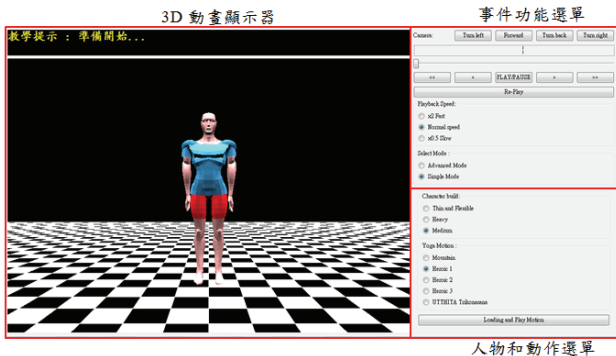 3D 動畫顯示器
事件功能選單
教學提示 : 準備開始...
Camera:
Turn left
Forward
Turn back
Turn right
<<
<
PLAY/PAUSE
>
>>
Re-Play
Playback Speed:
x2 Fast
Normal speed
x0.5 Slow
Select Mode :
Advanced Mode
Simple Mode
Character build:
Thin and Flexible
Heavy
Medium
Yoga Motion :
Mountain
Heroic 1
Heroic 2
Heroic 3
UTTHITA Trikonasana
Loading and Play Motion
人物和動作選單